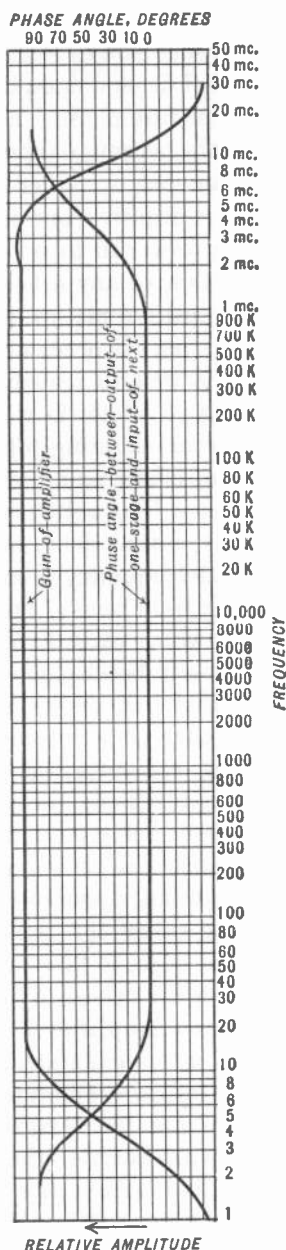 PHASE ANGLE, DEGREES
90 70 50 30 10 0
50 mc.
40 mc.
30 mc.
20 mc.
10 mc.
8 mc.
6 mc.
5 mc.
4 mc.
3 mc.
2 mc.
1 mc.
900 K
700 K
500 K
400 K
300 K
200 K
100 K
80 K
60 K
50 K
40 K
30 K
20 K
10,000
8000
6000
5000
4000
3000
2000
1000
800
600
500
400
300
200
100
80
60
50
40
30
20
10
8
6
5
4
3
2
1
Gain of amplifier
Phase angle between output of
one stage and input of next
FREQUENCY
RELATIVE AMPLITUDE